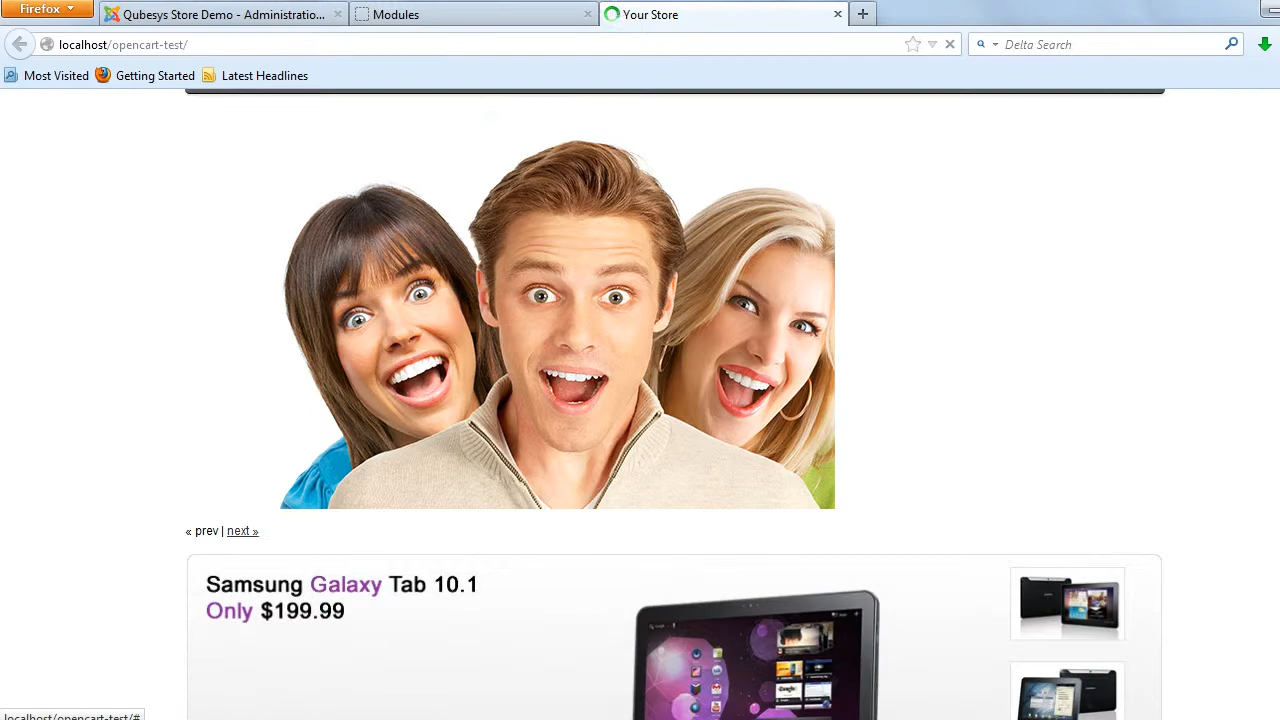 Firefox
Qubesys Store Demo - Administratio...
Modules
Your Store
localhost/opencart-test/
Delta Search
Most Visited
Getting Started
Latest Headlines
« prev | next »
Samsung Galaxy Tab 10.1
Only $199.99
localhost/opencart-test/#